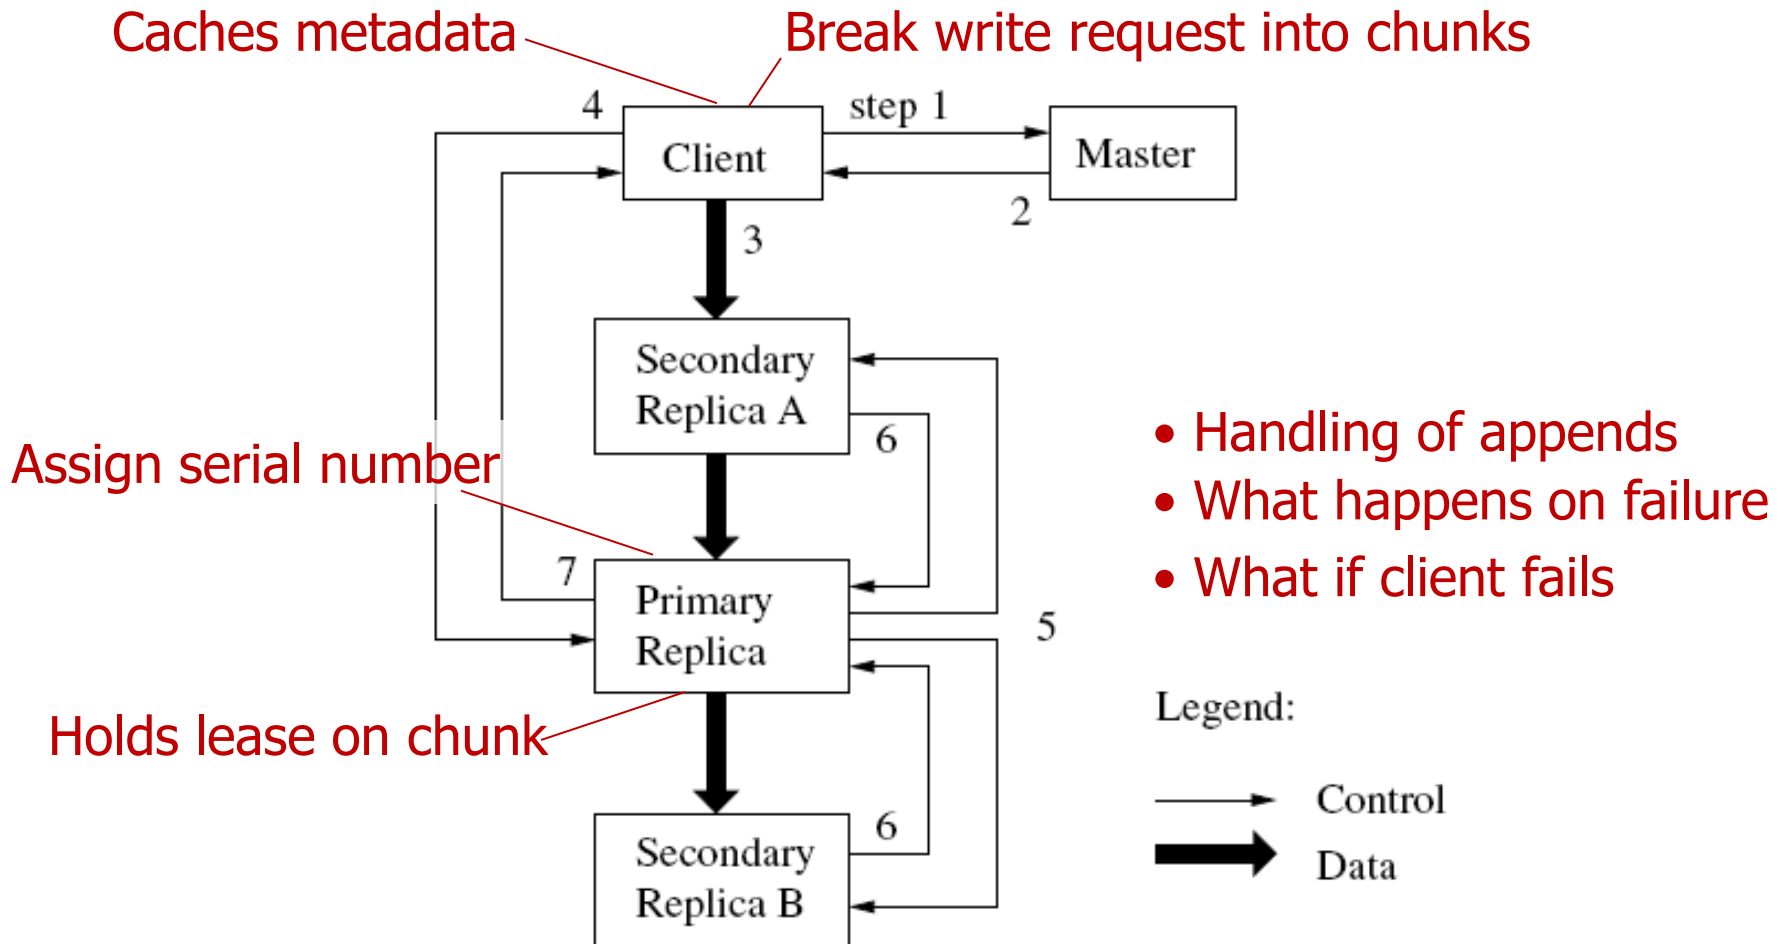 Caches metadata
Break write request into chunks
4
step 1
Client
Master
2
3
Secondary
Replica A
6
• Handling of appends
Assign serial number
• What happens on failure
7
• What if client fails
Primary
Replica
5
Holds lease on chunk
Legend:
Control
6
Secondary
Replica B
Data